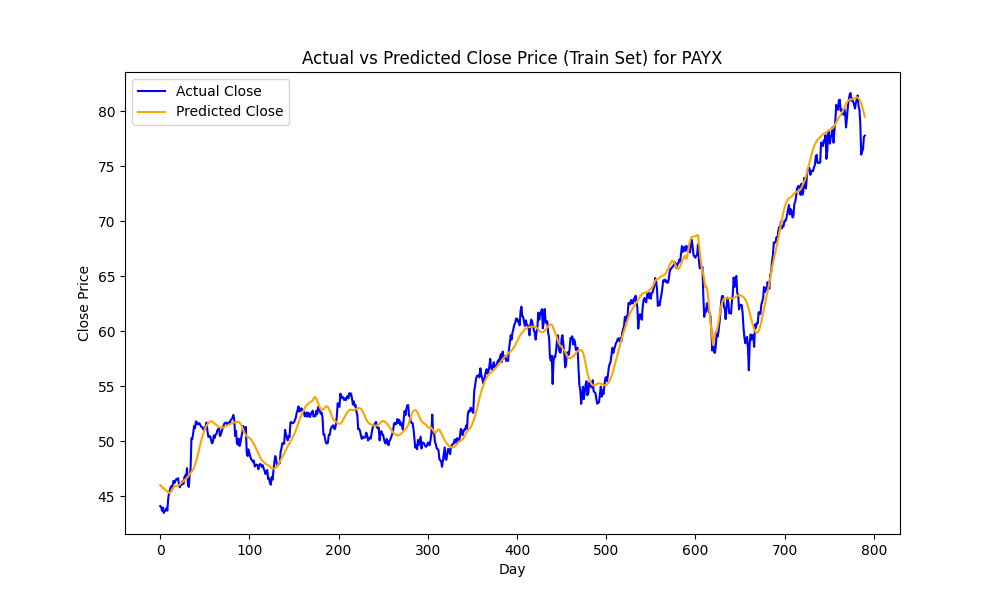 Actual vs Predicted Close Price (Train Set) for PAYX
Actual Close
Predicted Close
Close Price
80
75
70
65
60
55
50
45
0 100 200 300 400 500 600 700 800
Day